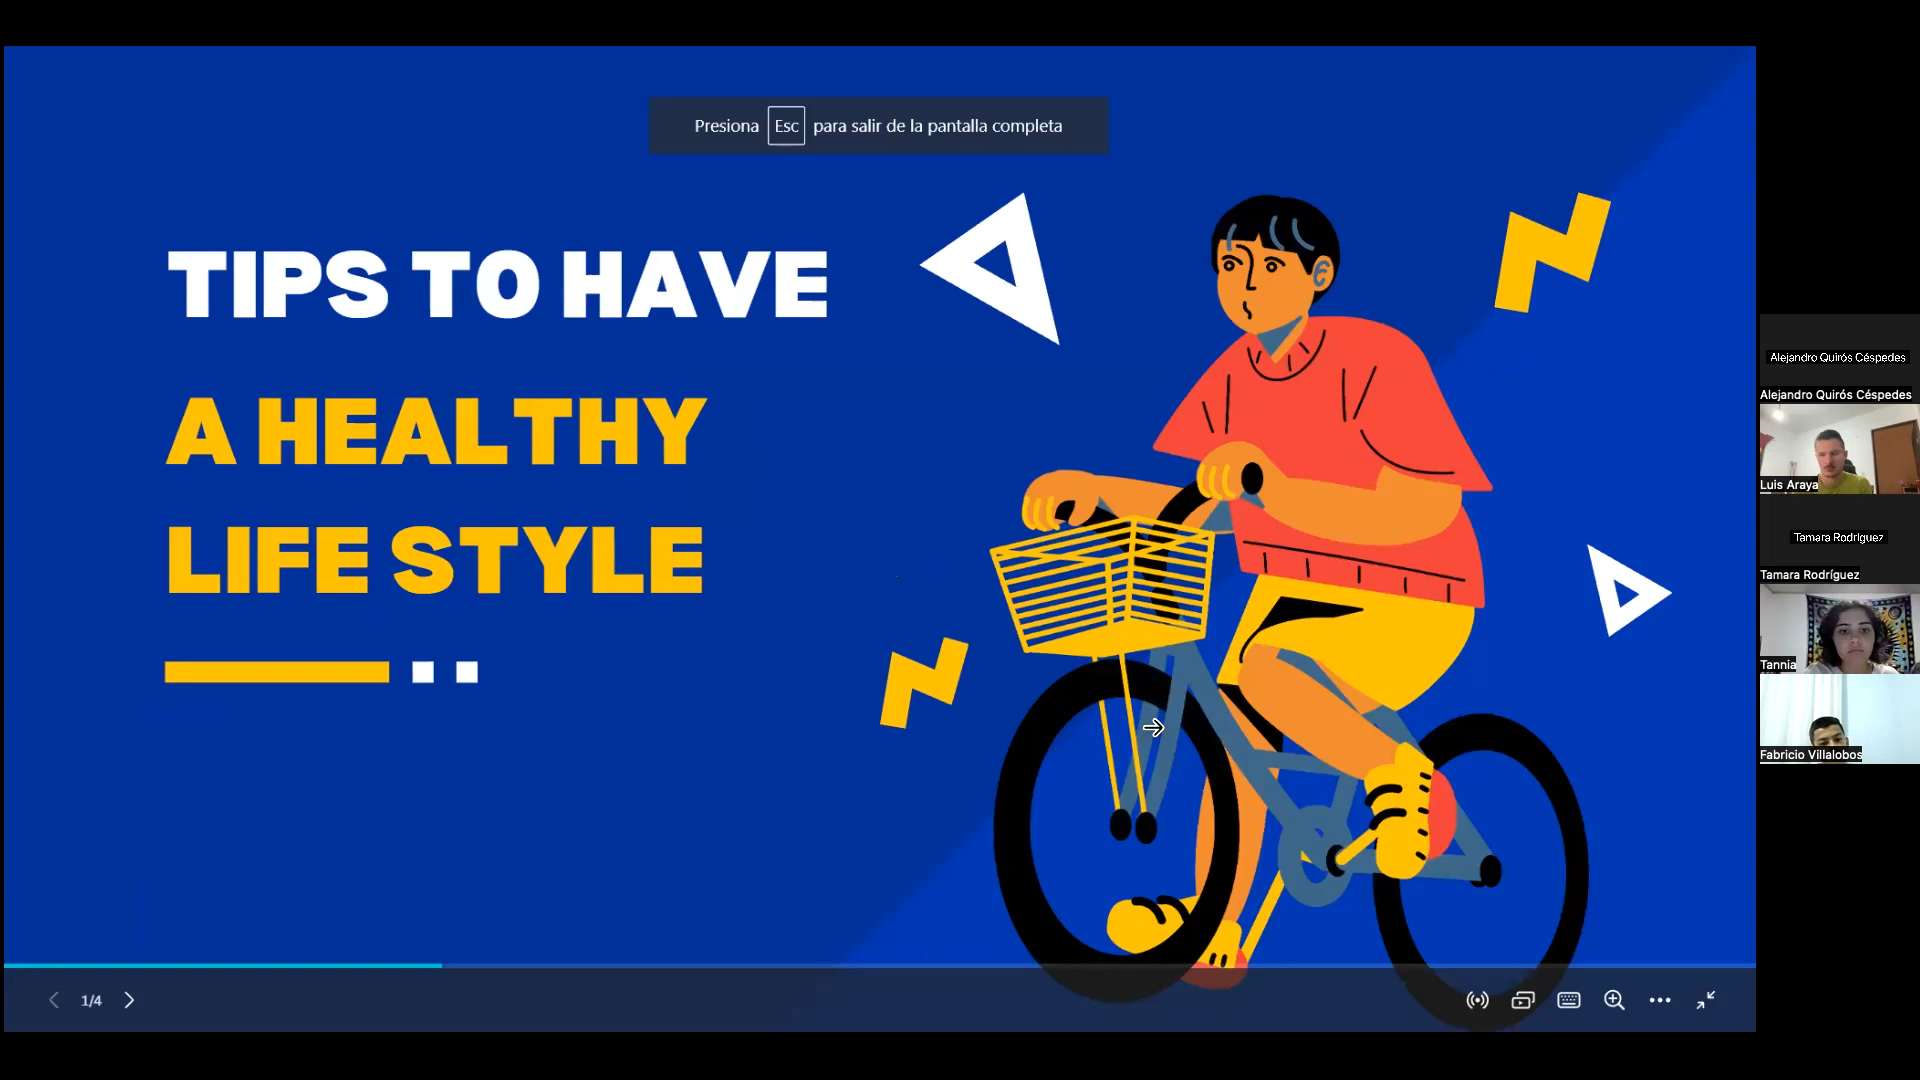 Presiona Esc para salir de la pantalla completa
TIPS TO HAVE
A HEALTHY
LIFE STYLE
1/4
Alejandro Quirós Céspedes
Alejandro Quirós Céspedes
Luis Araya
Tamara Rodríguez
Tamara Rodríguez
Tannia
Fabricio Villalobos